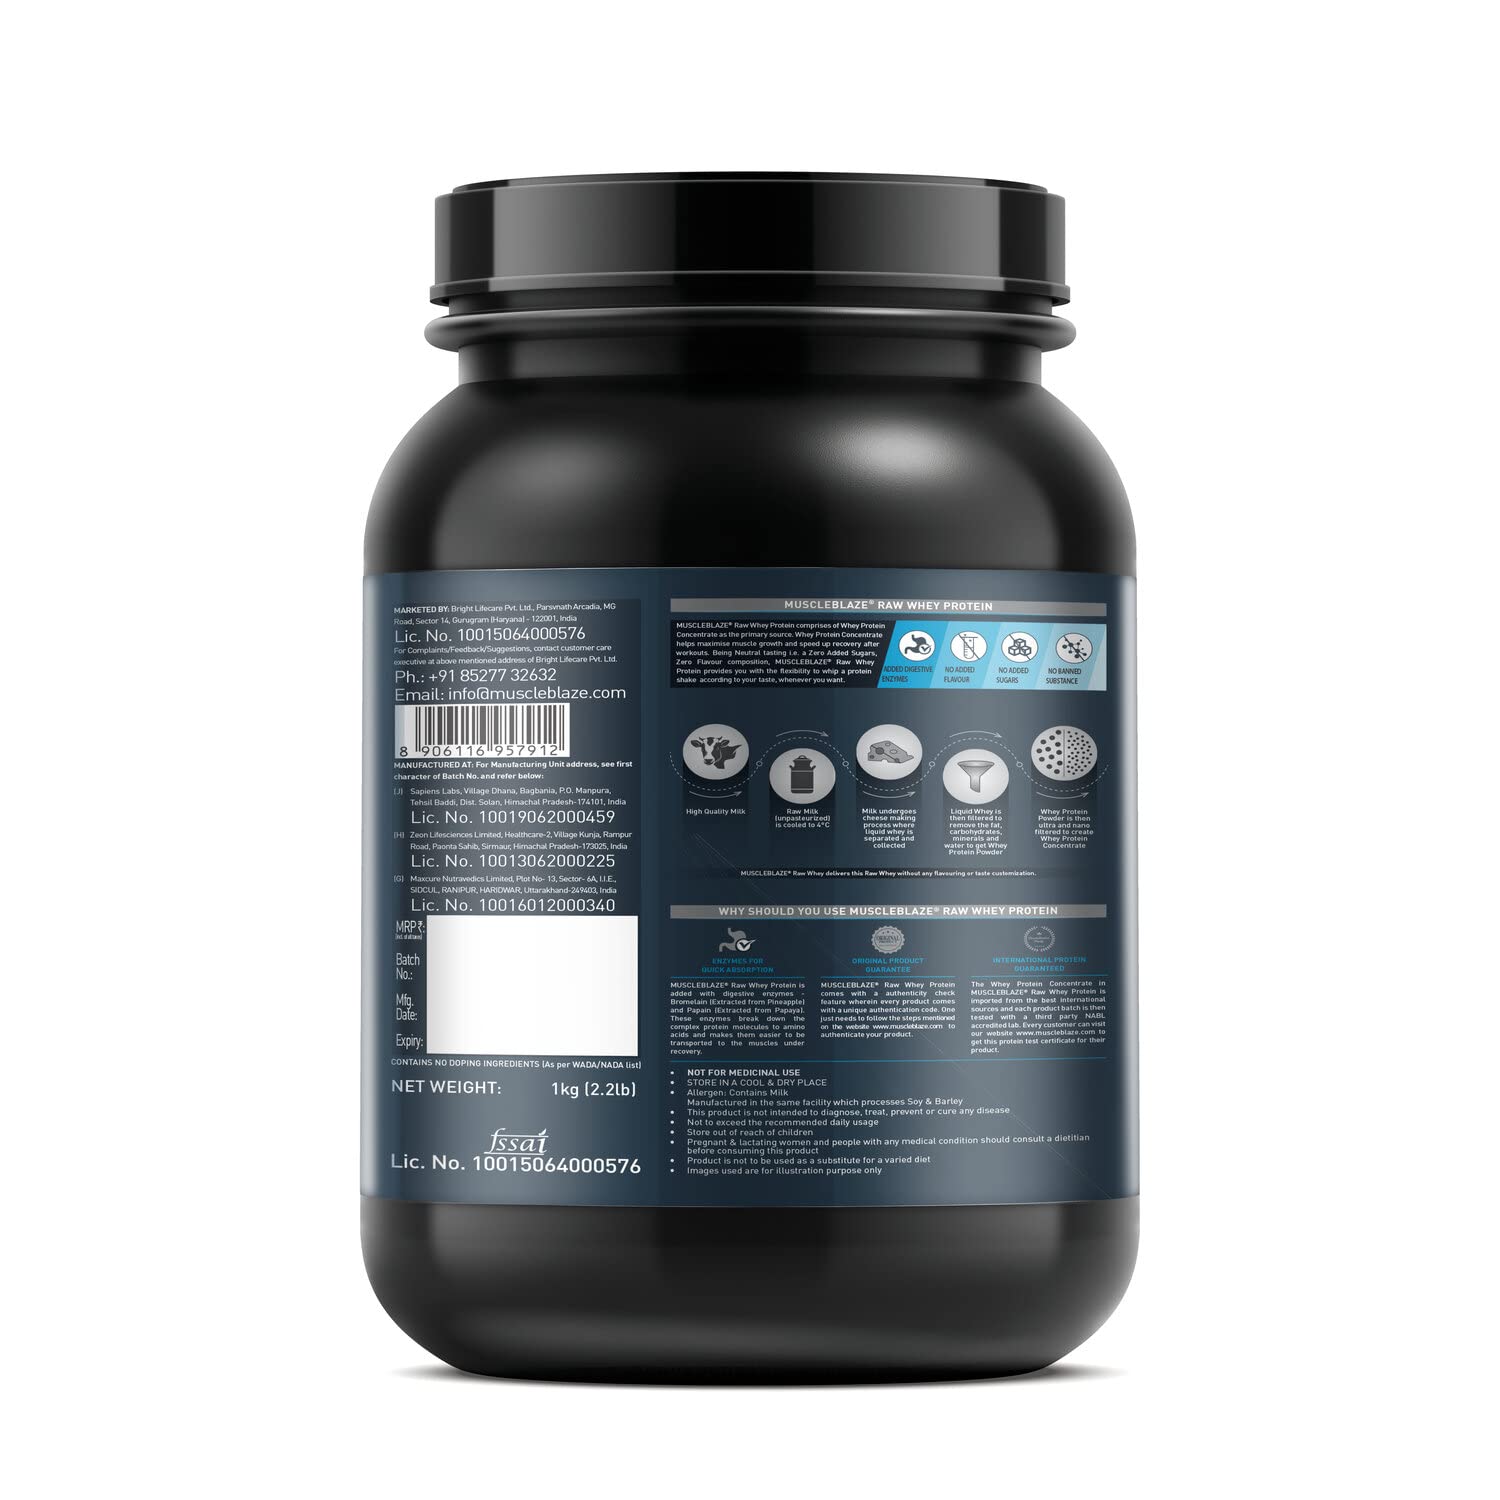 MARKETED BY: Bright Lifecare Pvt. Ltd., Parsvnath Arcadia, MG
Road, Sector 14, Gurugram (Haryana) - 122001, India
Lic. No. 10015064000576
For Complaints/Feedback/Suggestions, contact customer care
executive at above mentioned address of Bright Lifecare Pvt. Ltd.
Ph.: +91 85277 32632
Email: info@muscleblaze.com
8 906116 957912
MANUFACTURED AT: For Manufacturing Unit address, see first
character of Batch No. and refer below:
(J) Sapiens Labs, Village Dhana, Bagbania, P.O. Manpura,
Tehsil Baddi, Dist. Solan, Himachal Pradesh-174101, India
Lic. No. 10019062000459
(H) Zeon Lifesciences Limited, Healthcare-2, Village Kunja, Rampur
Road, Paonta Sahib, Sirmaur, Himachal Pradesh-173025, India
Lic. No. 10013062000225
(G) Maxcure Nutravedics Limited, Plot No- 13, Sector- 6A, I.I.E.,
SIDCUL, RANIPUR, HARIDWAR, Uttarakhand-249403, India
Lic. No. 10016012000340
MRP₹:
Batch
No.:
Mfg.
Date:
Expiry:
CONTAINS NO DOPING INGREDIENTS (As per WADA/NADA list)
NET WEIGHT: 1kg (2.2lb)
fssai
Lic. No. 10015064000576
MUSCLEBLAZE® RAW WHEY PROTEIN
MUSCLEBLAZE® Raw Whey Protein comprises of Whey Protein
Concentrate as the primary source. Whey Protein Concentrate
helps maximise muscle growth and speed up recovery after
workouts. Being Neutral tasting i.e. a Zero Added Sugars,
Zero Flavour composition, MUSCLEBLAZE® Raw Whey
Protein provides you with the flexibility to whip a protein
shake according to your taste, whenever you want.
ADDED DIGESTIVE
ENZYMES
NO ADDED
FLAVOUR
NO ADDED
SUGARS
NO BANNED
SUBSTANCE
High Quality Milk
Raw Milk
(unpasteurized)
is cooled to 4°C
Milk undergoes
cheese making
process where
liquid whey is
separated and
collected
Liquid Whey is
then filtered to
remove the fat,
carbohydrates,
minerals and
water to get Whey
Protein Powder
Whey Protein
Powder is then
ultra and nano
filtered to create
Whey Protein
Concentrate
MUSCLEBLAZE® Raw Whey delivers this Raw Whey without any flavouring or taste customization.
WHY SHOULD YOU USE MUSCLEBLAZE® RAW WHEY PROTEIN
ENZYMES FOR
QUICK ABSORPTION
MUSCLEBLAZE® Raw Whey Protein is
added with digestive enzymes -
Bromelain (Extracted from Pineapple)
and Papain (Extracted from Papaya).
These enzymes break down the
complex protein molecules to amino
acids and makes them easier to be
transported to the muscles under
recovery.
ORIGINAL
ORIGINAL PRODUCT
GUARANTEE
MUSCLEBLAZE® Raw Whey Protein
comes with a authenticity check
feature wherein every product comes
with a unique authentication code. One
just needs to follow the steps mentioned
on the website www.muscleblaze.com to
authenticate your product.
INTERNATIONAL PROTEIN
GUARANTEED
The Whey Protein Concentrate in
MUSCLEBLAZE® Raw Whey Protein is
imported from the best international
sources and each product batch is then
tested with a third party NABL
accredited lab. Every customer can visit
our website www.muscleblaze.com to
get this protein test certificate for their
product.
• NOT FOR MEDICINAL USE
• STORE IN A COOL & DRY PLACE
• Allergen: Contains Milk
Manufactured in the same facility which processes Soy & Barley
• This product is not intended to diagnose, treat, prevent or cure any disease
• Not to exceed the recommended daily usage
• Store out of reach of children
• Pregnant & lactating women and people with any medical condition should consult a dietitian
before consuming this product
• Product is not to be used as a substitute for a varied diet
• Images used are for illustration purpose only